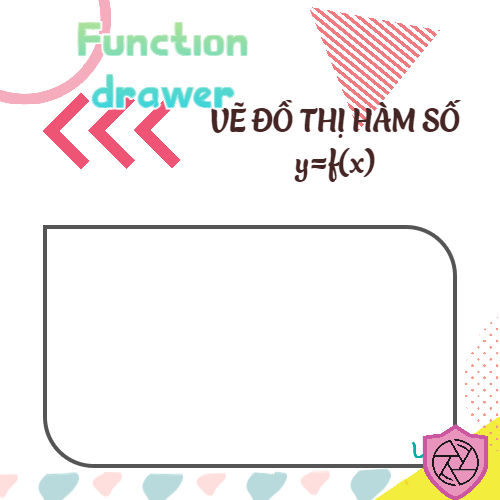 Function
drawer
VẼ ĐỒ THỊ HÀM SỐ
y=f(x)